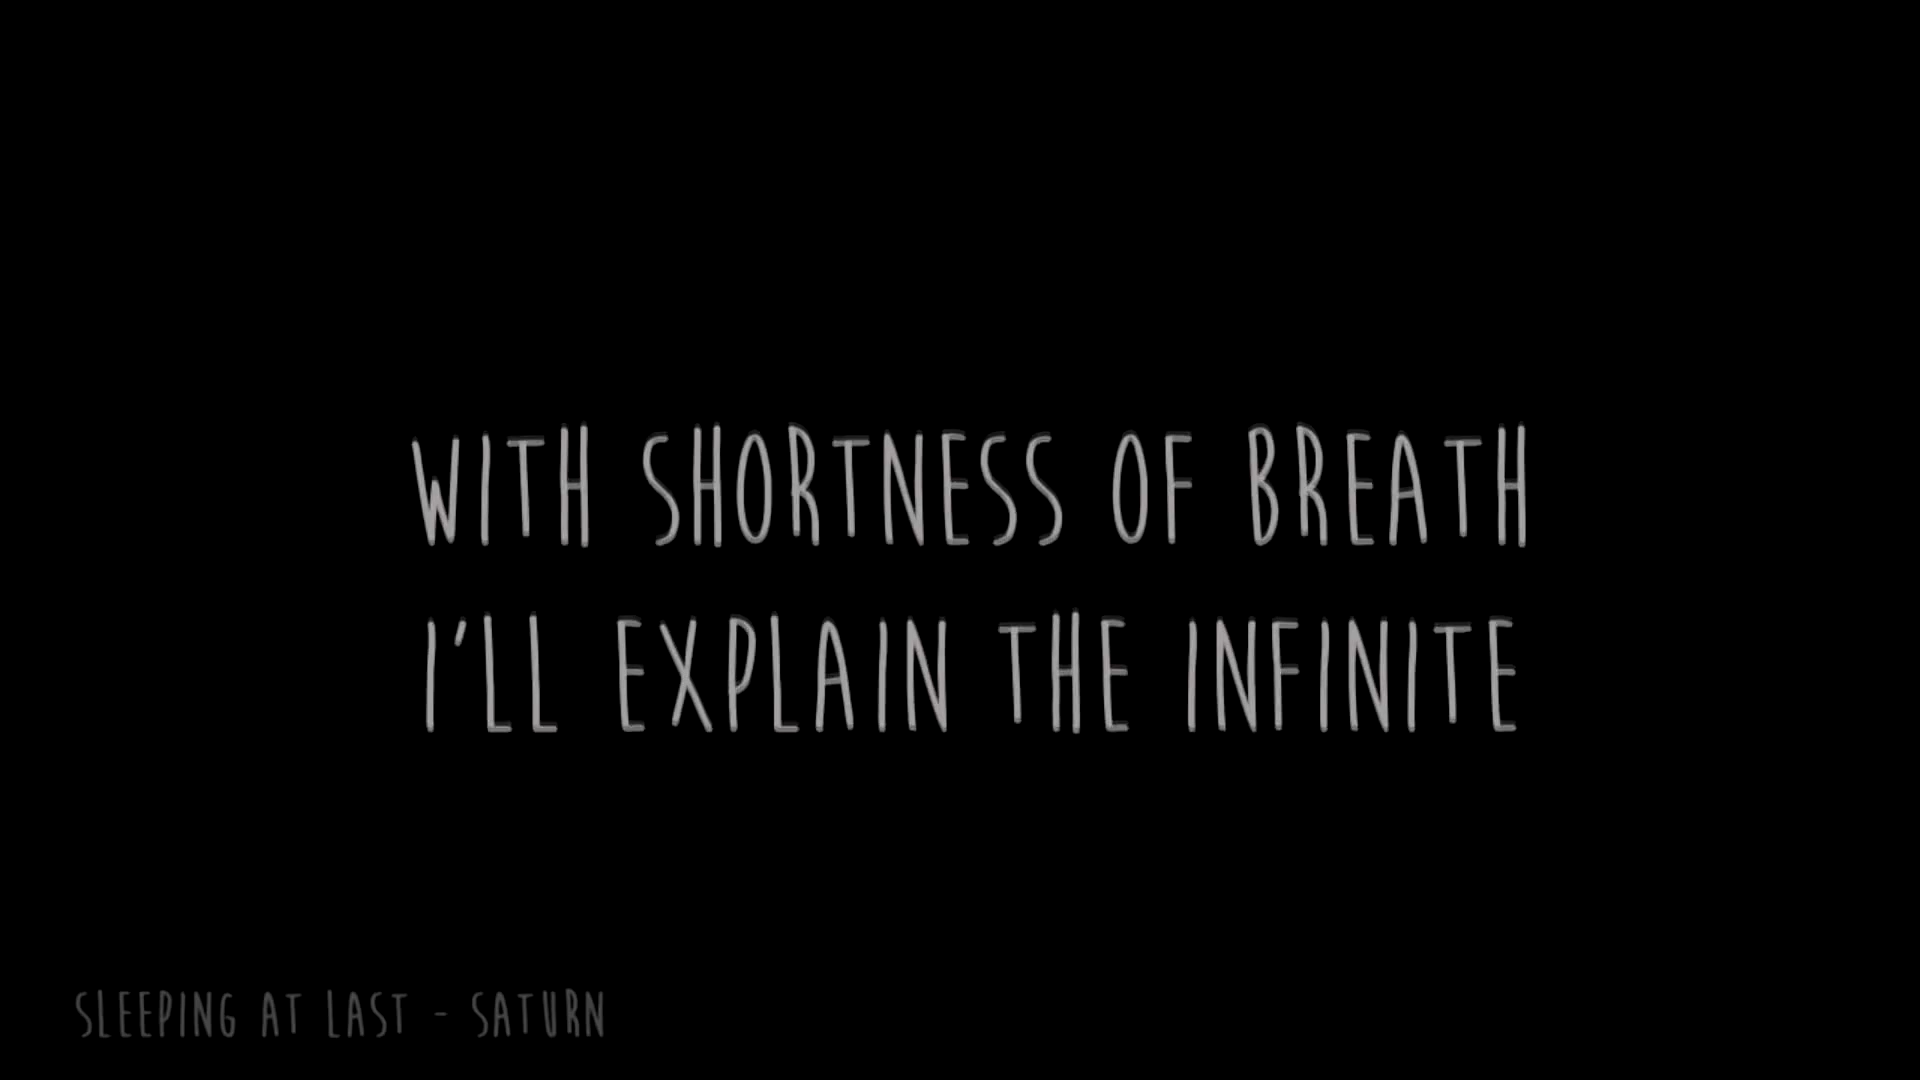 WITH SHORTNESS OF BREATH
I'LL EXPLAIN THE INFINITE
SLEEPING AT LAST - SATURN